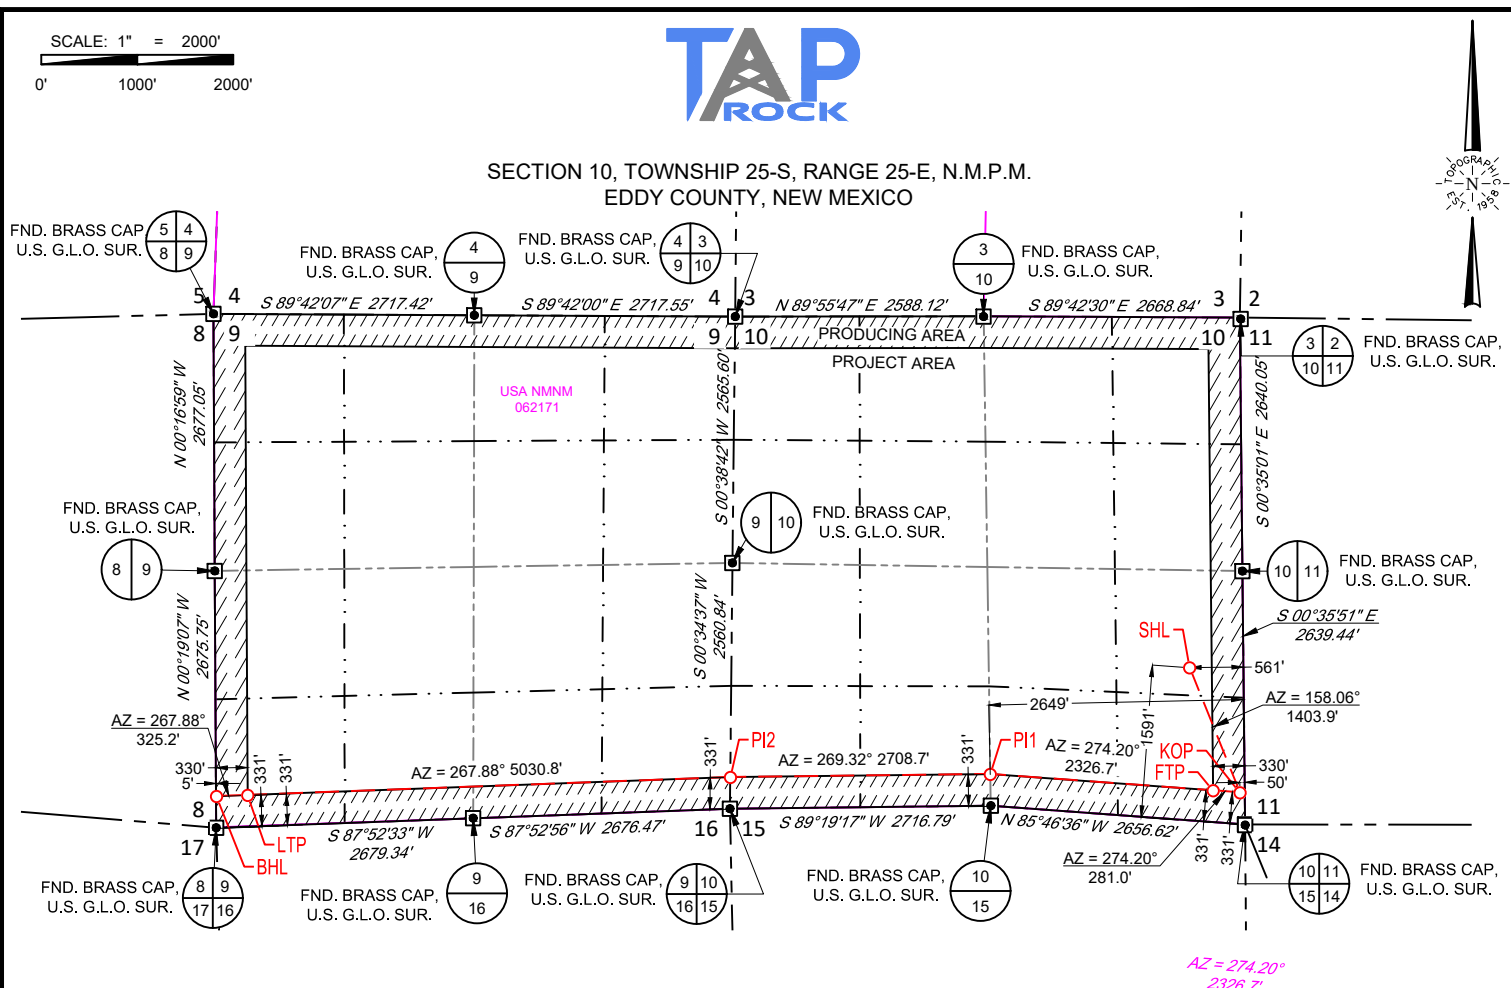 SCALE: 1" = 2000'
0' 1000' 2000'
TAP
ROCK
TOPOGRAPHIC
N
EST. 1958
SECTION 10, TOWNSHIP 25-S, RANGE 25-E, N.M.P.M.
EDDY COUNTY, NEW MEXICO
FND. BRASS CAP,
U.S. G.L.O. SUR.
5 4
8 9
FND. BRASS CAP,
U.S. G.L.O. SUR.
4
9
FND. BRASS CAP,
U.S. G.L.O. SUR.
4 3
9 10
3
10
FND. BRASS CAP,
U.S. G.L.O. SUR.
5 4
S 89°42'07" E 2717.42'
S 89°42'00" E 2717.55'
4 3
N 89°55'47" E 2588.12'
S 89°42'30" E 2668.84'
3 2
8 9
9 10
PRODUCING AREA
10 11
PROJECT AREA
3 2
10 11
FND. BRASS CAP,
U.S. G.L.O. SUR.
N 00°16'59" W
2677.05'
USA NMNM
062171
S 00°38'42" W 2565.60'
S 00°35'01" E 2640.05'
FND. BRASS CAP,
U.S. G.L.O. SUR.
8 9
9 10
FND. BRASS CAP,
U.S. G.L.O. SUR.
10 11
FND. BRASS CAP,
U.S. G.L.O. SUR.
N 00°19'07" W
2675.75'
S 00°34'37" W
2560.84'
S 00°35'51" E
2639.44'
SHL
561'
2649'
1591'
AZ = 158.06°
1403.9'
AZ = 267.88°
325.2'
330'
5'
331'
331'
AZ = 267.88° 5030.8'
331'
PI2
AZ = 269.32° 2708.7'
331'
PI1
AZ = 274.20°
2326.7'
KOP
FTP
330'
50'
8
17
LTP
BHL
S 87°52'33" W
2679.34'
S 87°52'56" W 2676.47'
16 15
S 89°19'17" W 2716.79'
N 85°46'36" W 2656.62'
331'
331'
11
14
AZ = 274.20°
281.0'
FND. BRASS CAP,
U.S. G.L.O. SUR.
8 9
17 16
FND. BRASS CAP,
U.S. G.L.O. SUR.
9
16
FND. BRASS CAP,
U.S. G.L.O. SUR.
9 10
16 15
FND. BRASS CAP,
U.S. G.L.O. SUR.
10
15
10 11
15 14
FND. BRASS CAP,
U.S. G.L.O. SUR.
AZ = 274.20°
2326.7'